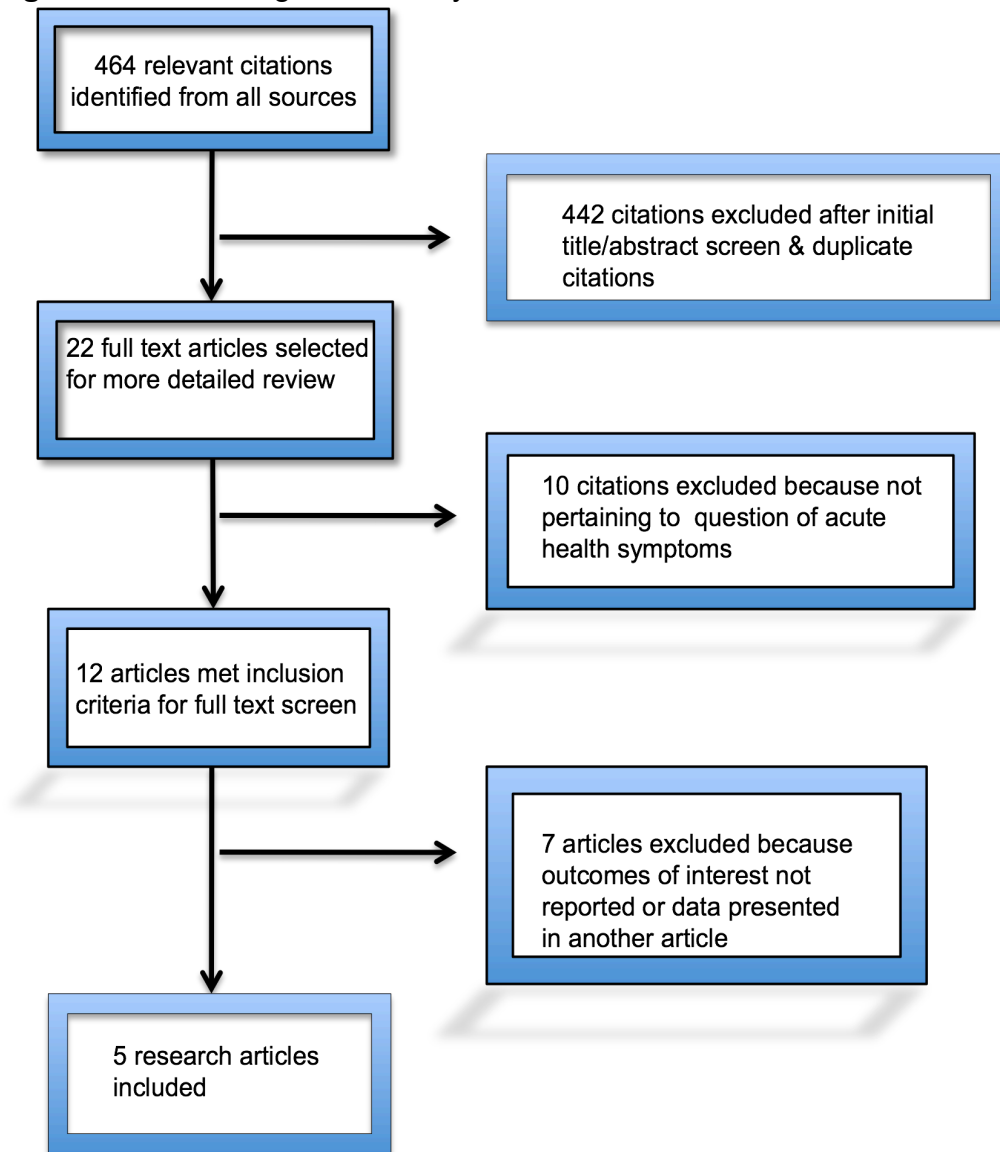 464 relevant citations
identified from all sources
442 citations excluded after initial
title/abstract screen & duplicate
citations
22 full text articles selected
for more detailed review
10 citations excluded because not
pertaining to question of acute
health symptoms
12 articles met inclusion
criteria for full text screen
7 articles excluded because
outcomes of interest not
reported or data presented
in another article
5 research articles
included